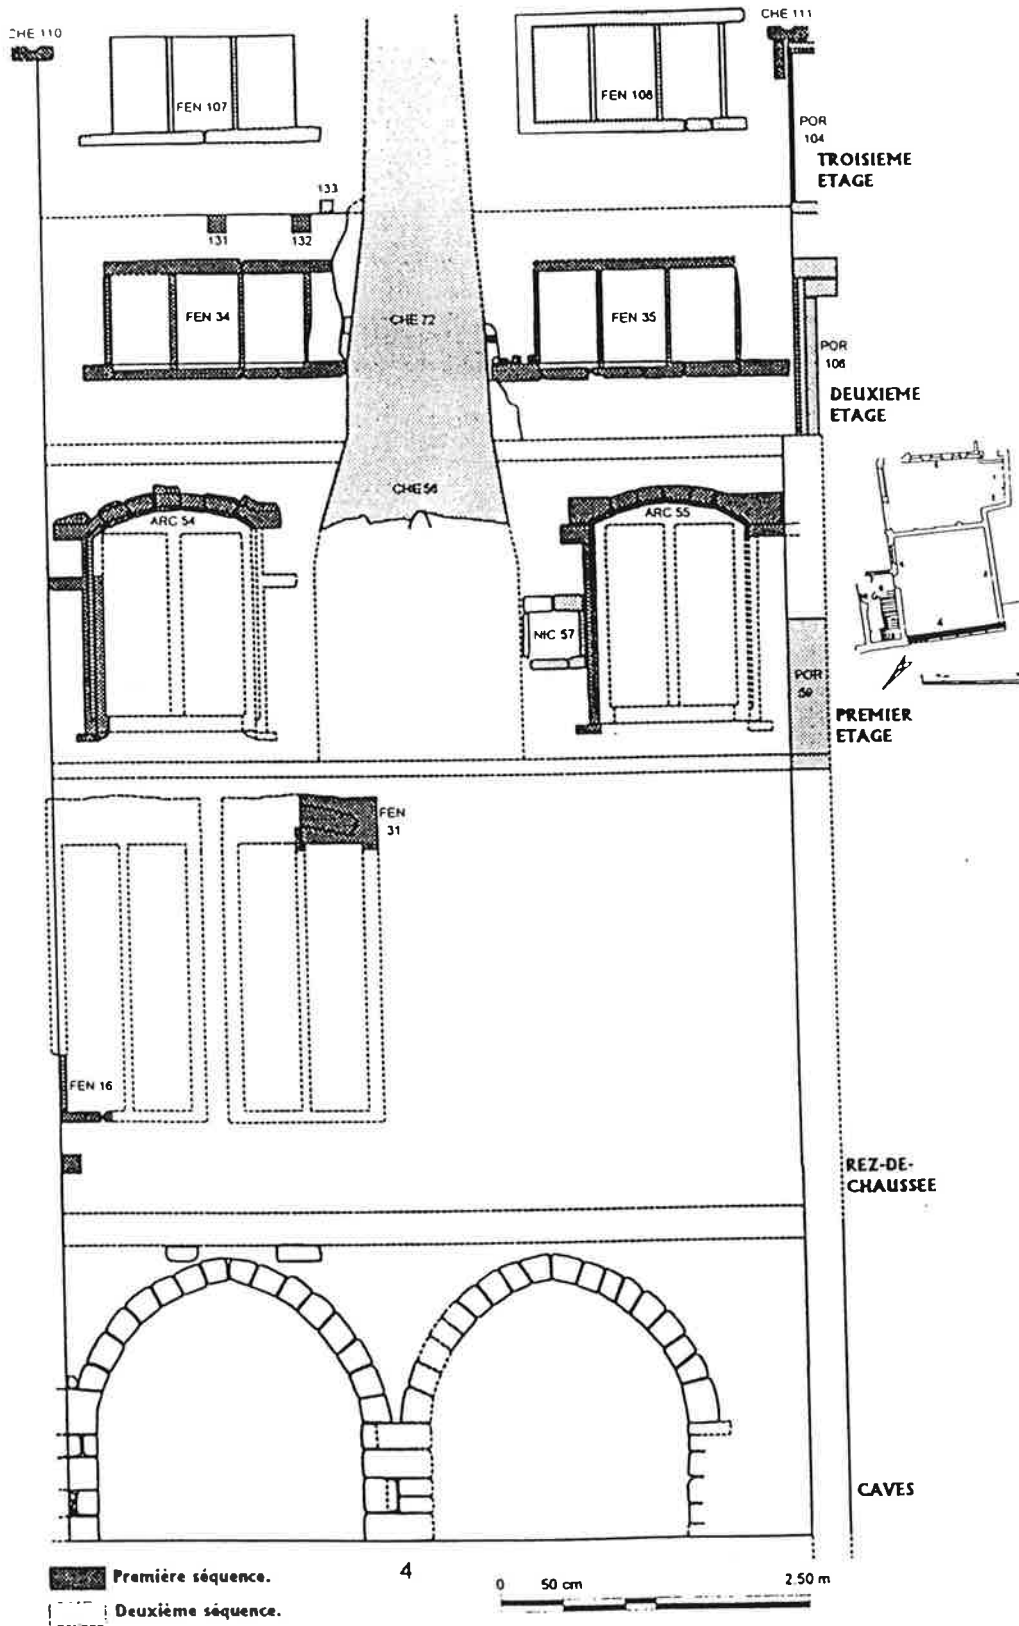 CHE 110
CHE 111
FEN 107
FEN 108
POR
104
TROISIEME
ETAGE
133
131
132
FEN 34
CHE 72
FEN 35
POR
108
DEUXIEME
ETAGE
CHE 56
ARC 54
ARC 55
NIC 57
POR
59
PREMIER
ETAGE
4
FEN
31
FEN 16
REZ-DE-
CHAUSSEE
CAVES
4
Première séquence.
Deuxième séquence.
0 50 cm 2.50 m